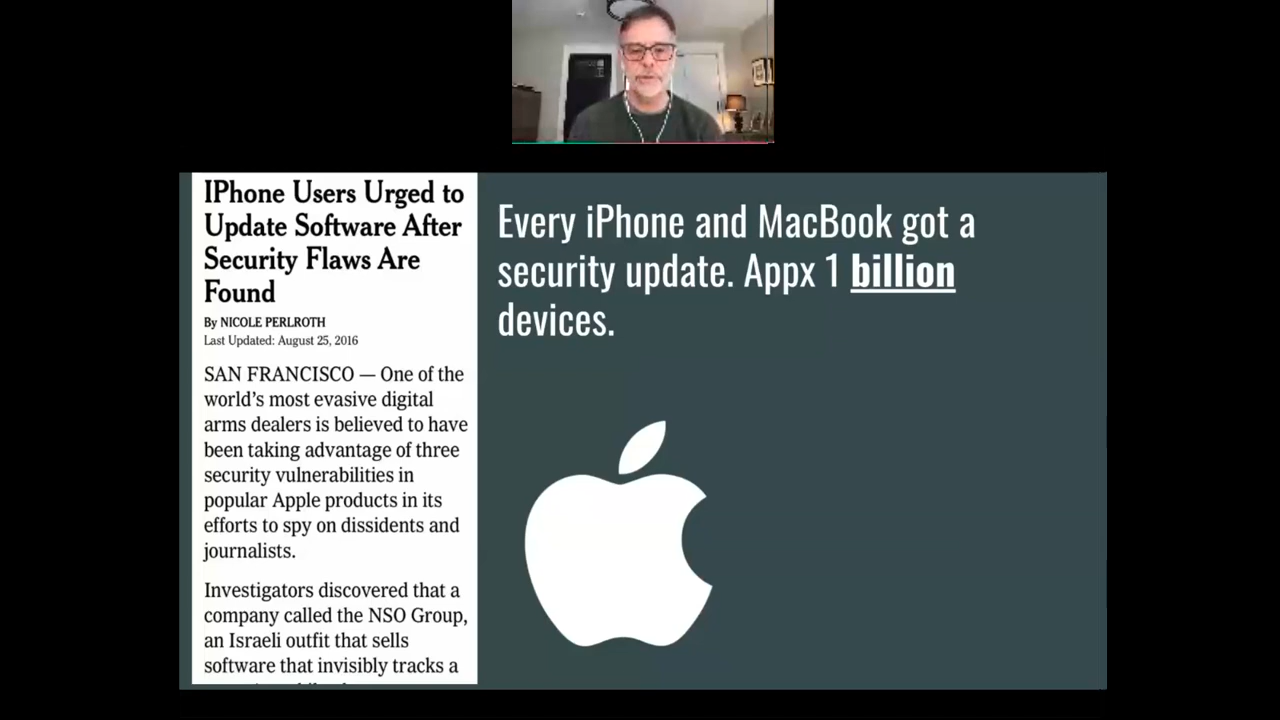 IPhone Users Urged to
Update Software After
Security Flaws Are
Found
By NICOLE PERLROTH
Last Updated: August 25, 2016
SAN FRANCISCO — One of the
world's most evasive digital
arms dealers is believed to have
been taking advantage of three
security vulnerabilities in
popular Apple products in its
efforts to spy on dissidents and
journalists.
Investigators discovered that a
company called the NSO Group,
an Israeli outfit that sells
software that invisibly tracks a
Every iPhone and MacBook got a
security update. Appx 1 billion
devices.